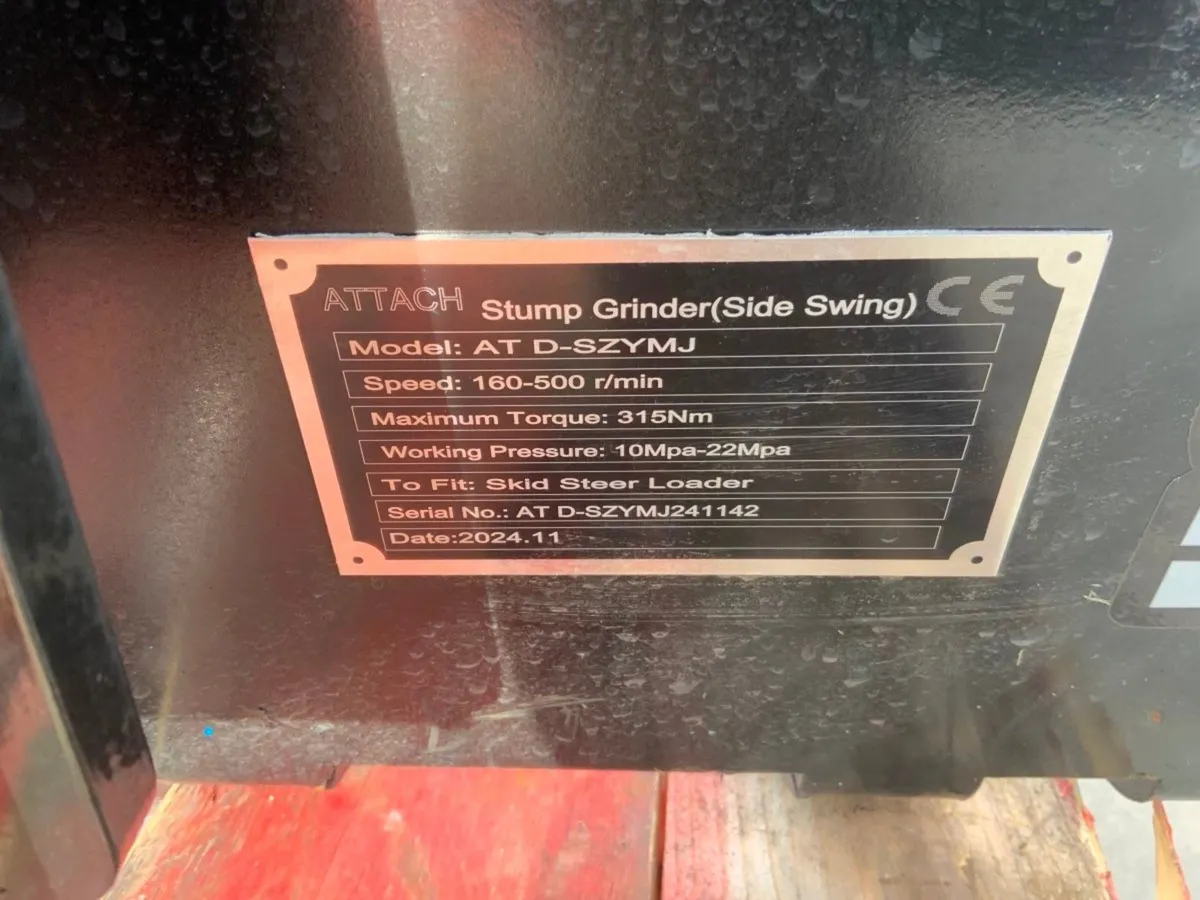 ATTACH Stump Grinder(Side Swing) CE
Model: AT D-SZYMJ
Speed: 160-500 r/min
Maximum Torque: 315Nm
Working Pressure: 10Mpa-22Mpa
To Fit: Skid Steer Loader
Serial No.: AT D-SZYMJ241142
Date:2024.11